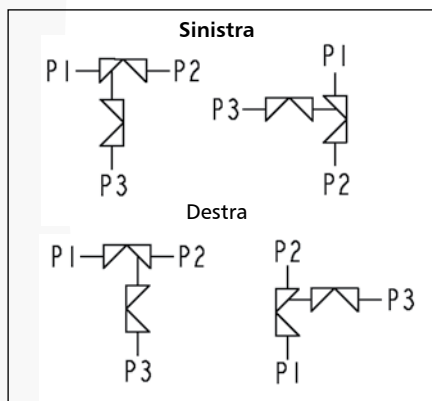 Sinistra
P1 P2 P1
P3
P3 P2
Destra
P1 P2 P2
P3
P3 P1